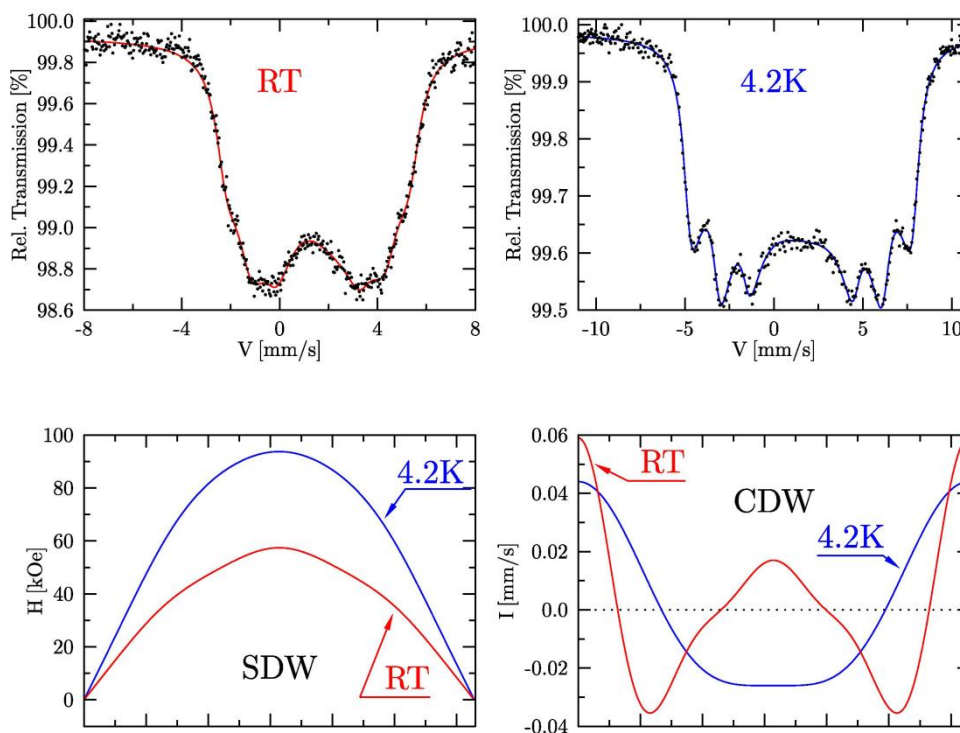 100.0
99.8
99.6
99.4
99.2
99.0
98.8
98.6
Rel. Transmission [%]
RT
-8
-4
0
4
8
V [mm/s]
100.0
99.9
99.8
99.7
99.6
99.5
Rel. Transmission [%]
4.2K
-10
-5
0
5
10
V [mm/s]
100
80
60
40
20
0
H [kOe]
4.2K
SDW
RT
0.06
0.04
0.02
0.0
-0.02
-0.04
I [mm/s]
RT
CDW
4.2K